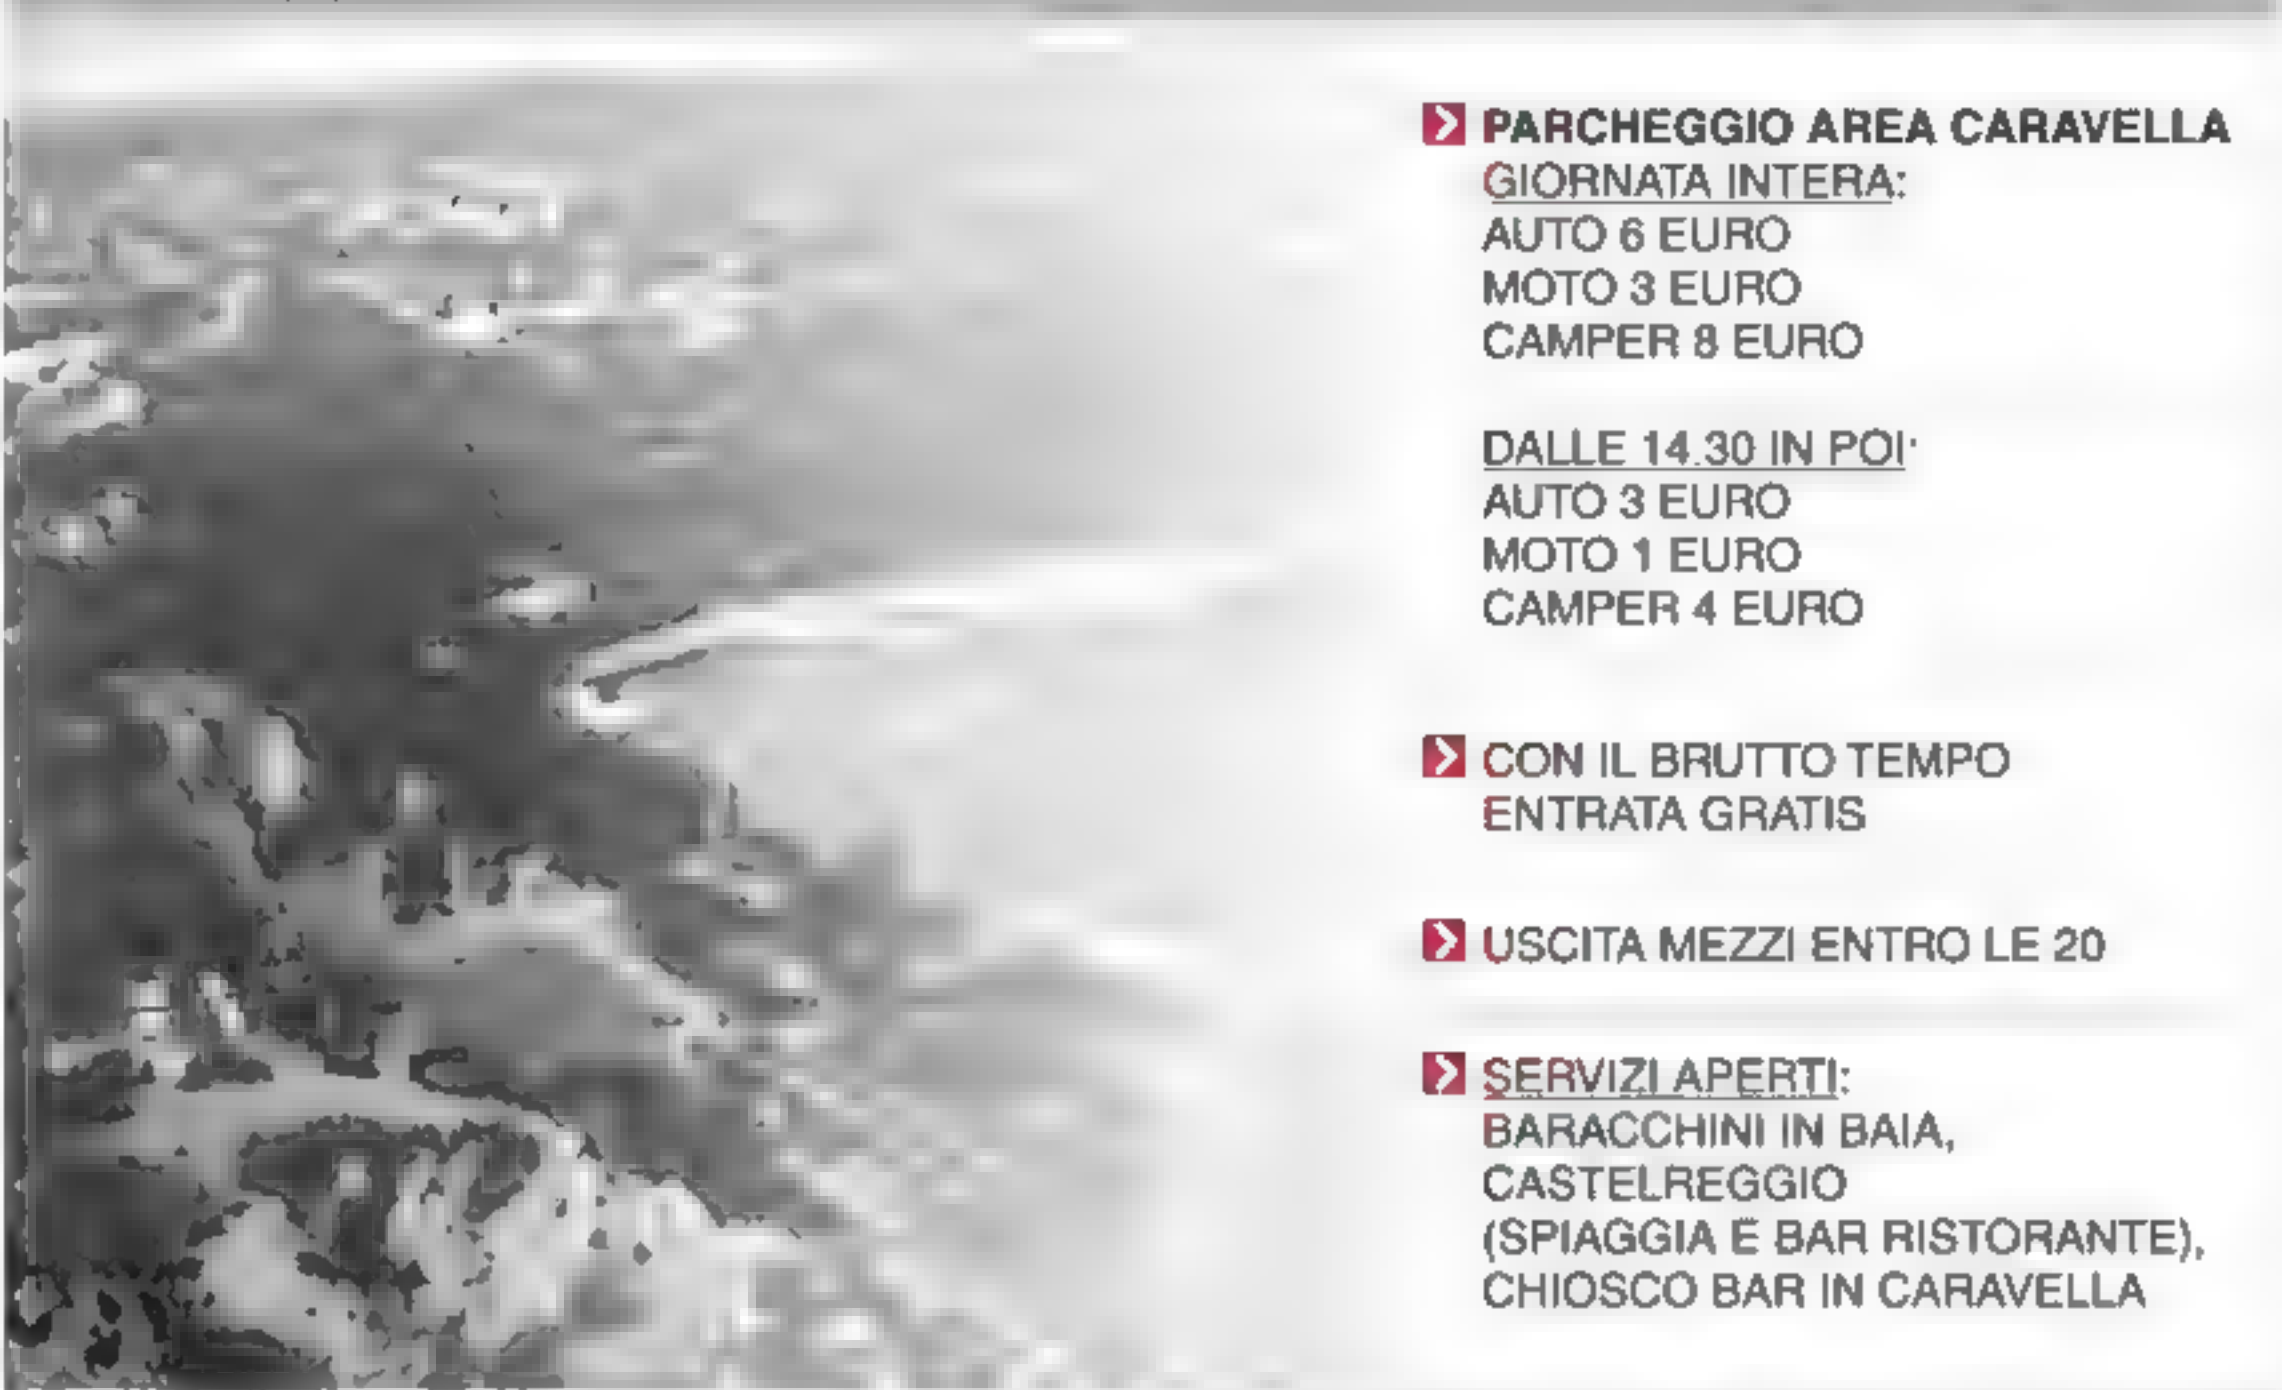 PARCHEGGIO AREA CARAVELLA
GIORNATA INTERA:
AUTO 6 EURO
MOTO 3 EURO
CAMPER 8 EURO
DALLE 14.30 IN POI:
AUTO 3 EURO
MOTO 1 EURO
CAMPER 4 EURO
CON IL BRUTTO TEMPO
ENTRATA GRATIS
USCITA MEZZI ENTRO LE 20
SERVIZI APERTI:
BARACCHINI IN BAIA,
CASTELREGGIO
(SPIAGGIA E BAR RISTORANTE),
CHIOSCO BAR IN CARAVELLA